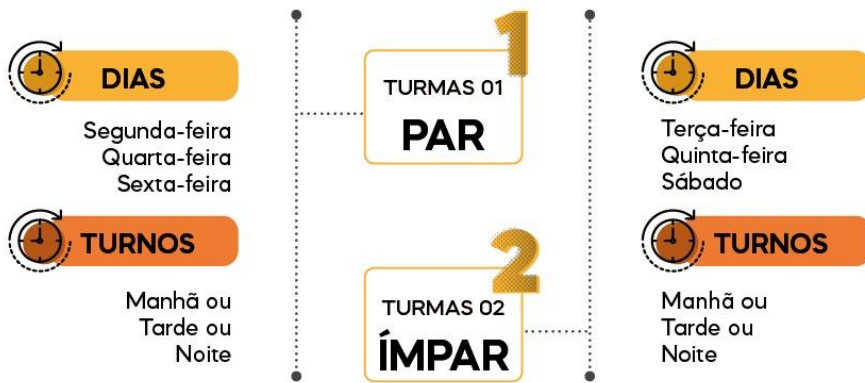 DIAS
Segunda-feira
Quarta-feira
Sexta-feira
TURNOS
Manhã ou
Tarde ou
Noite
1
TURMAS 01
PAR
2
TURMAS 02
ÍMPAR
DIAS
Terça-feira
Quinta-feira
Sábado
TURNOS
Manhã ou
Tarde ou
Noite